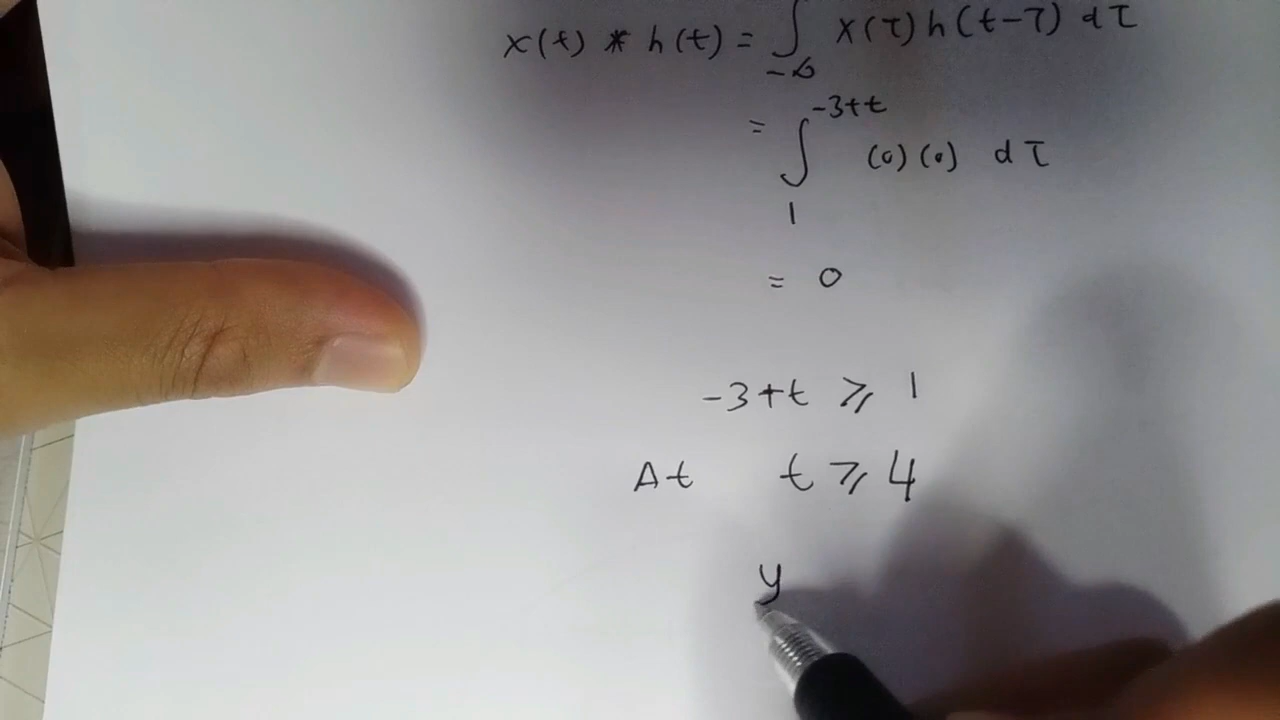 x(t) * h(t) = ∫_{-∞} x(τ) h(t-τ) dτ
= ∫_{1}^{-3+t} (0)(0) dτ
= 0
-3+t ≥ 1
At t ≥ 4
y